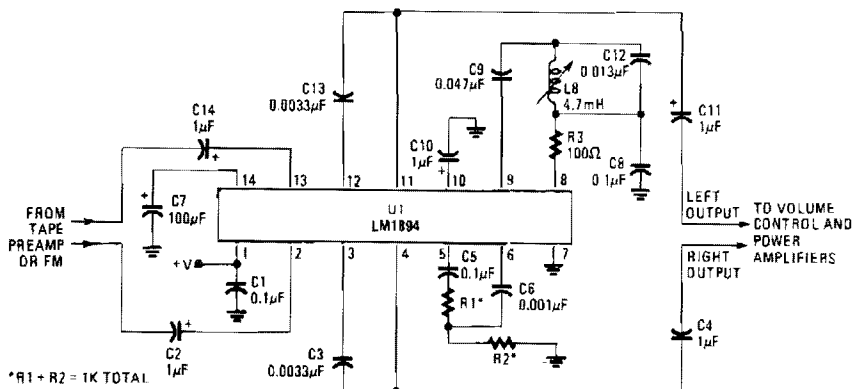 C13
0.0033µF
C9
0.047µF
C12
0.013µF
L8
4.7mH
C11
1µF
C14
1µF
C10
1µF
R3
100Ω
C8
0.1µF
14 13 12 11 10 9 8
C7
100µF
U1
LM1894
FROM
TAPE
PREAMP
OR FM
LEFT
OUTPUT
TO VOLUME
CONTROL AND
POWER
AMPLIFIERS
RIGHT
OUTPUT
1 2 3 4 5 6 7
+V
C1
0.1µF
C5
0.1µF
R1*
C6
0.001µF
R2*
C2
1µF
C3
0.0033µF
C4
1µF
*R1 + R2 = 1K TOTAL